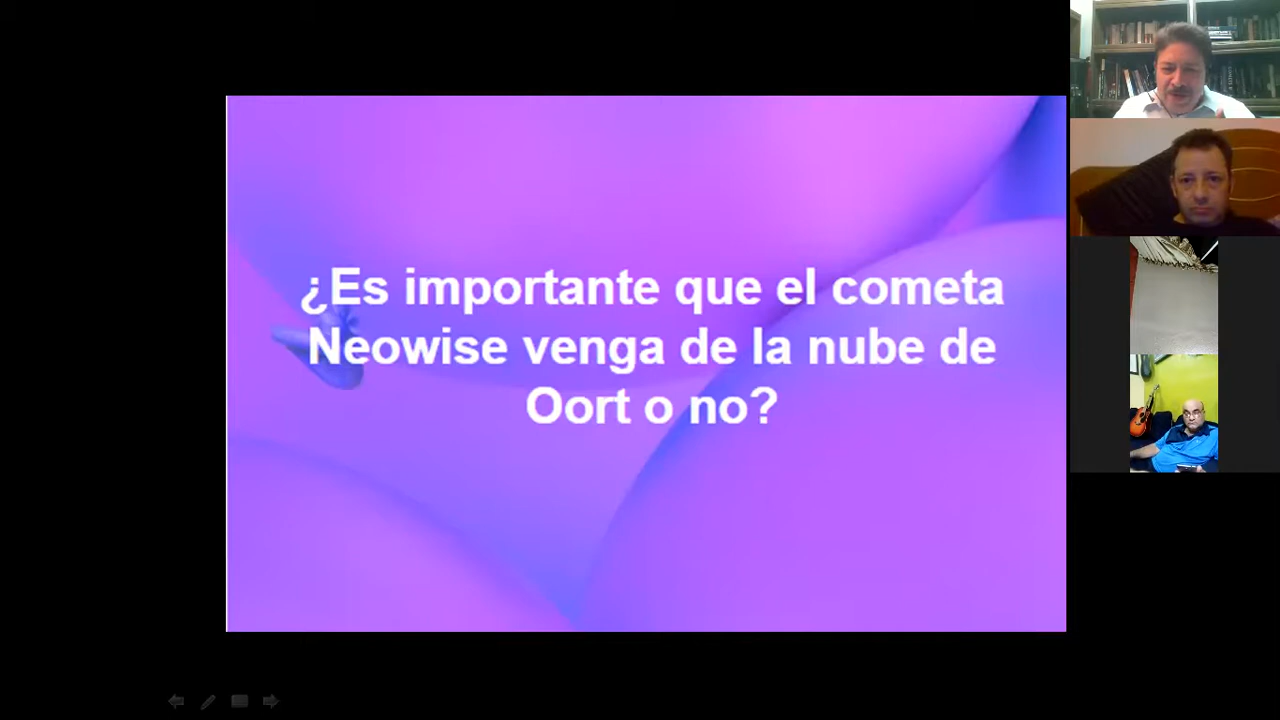 ¿Es importante que el cometa
Neowise venga de la nube de
Oort o no?